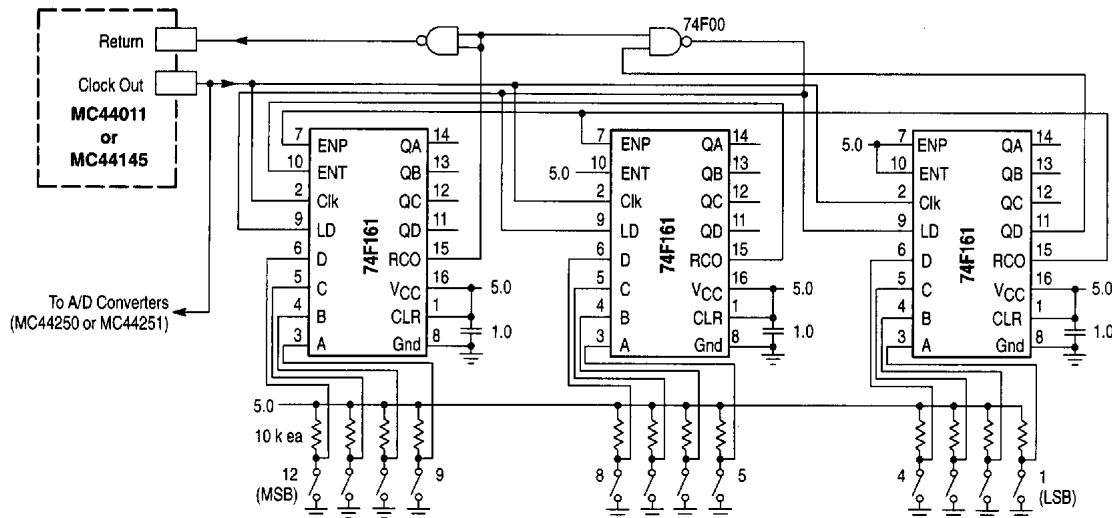 74F00
Return
Clock Out
MC44011
or
MC44145
To A/D Converters
(MC44250 or MC44251)
7 ENP QA 14
10 ENT QB 13
2 Clk QC 12
9 LD QD 11
6 D RCO 15
5 C VCC 16
4 B CLR 1
3 A Gnd 8
74F161
5.0
1.0
5.0
7 ENP QA 14
10 ENT QB 13
2 Clk QC 12
9 LD QD 11
6 D RCO 15
5 C VCC 16
4 B CLR 1
3 A Gnd 8
74F161
5.0
1.0
5.0
7 ENP QA 14
10 ENT QB 13
2 Clk QC 12
9 LD QD 11
6 D RCO 15
5 C VCC 16
4 B CLR 1
3 A Gnd 8
74F161
5.0
1.0
5.0
10 k ea
12
(MSB)
9
8
5
4
1
(LSB)